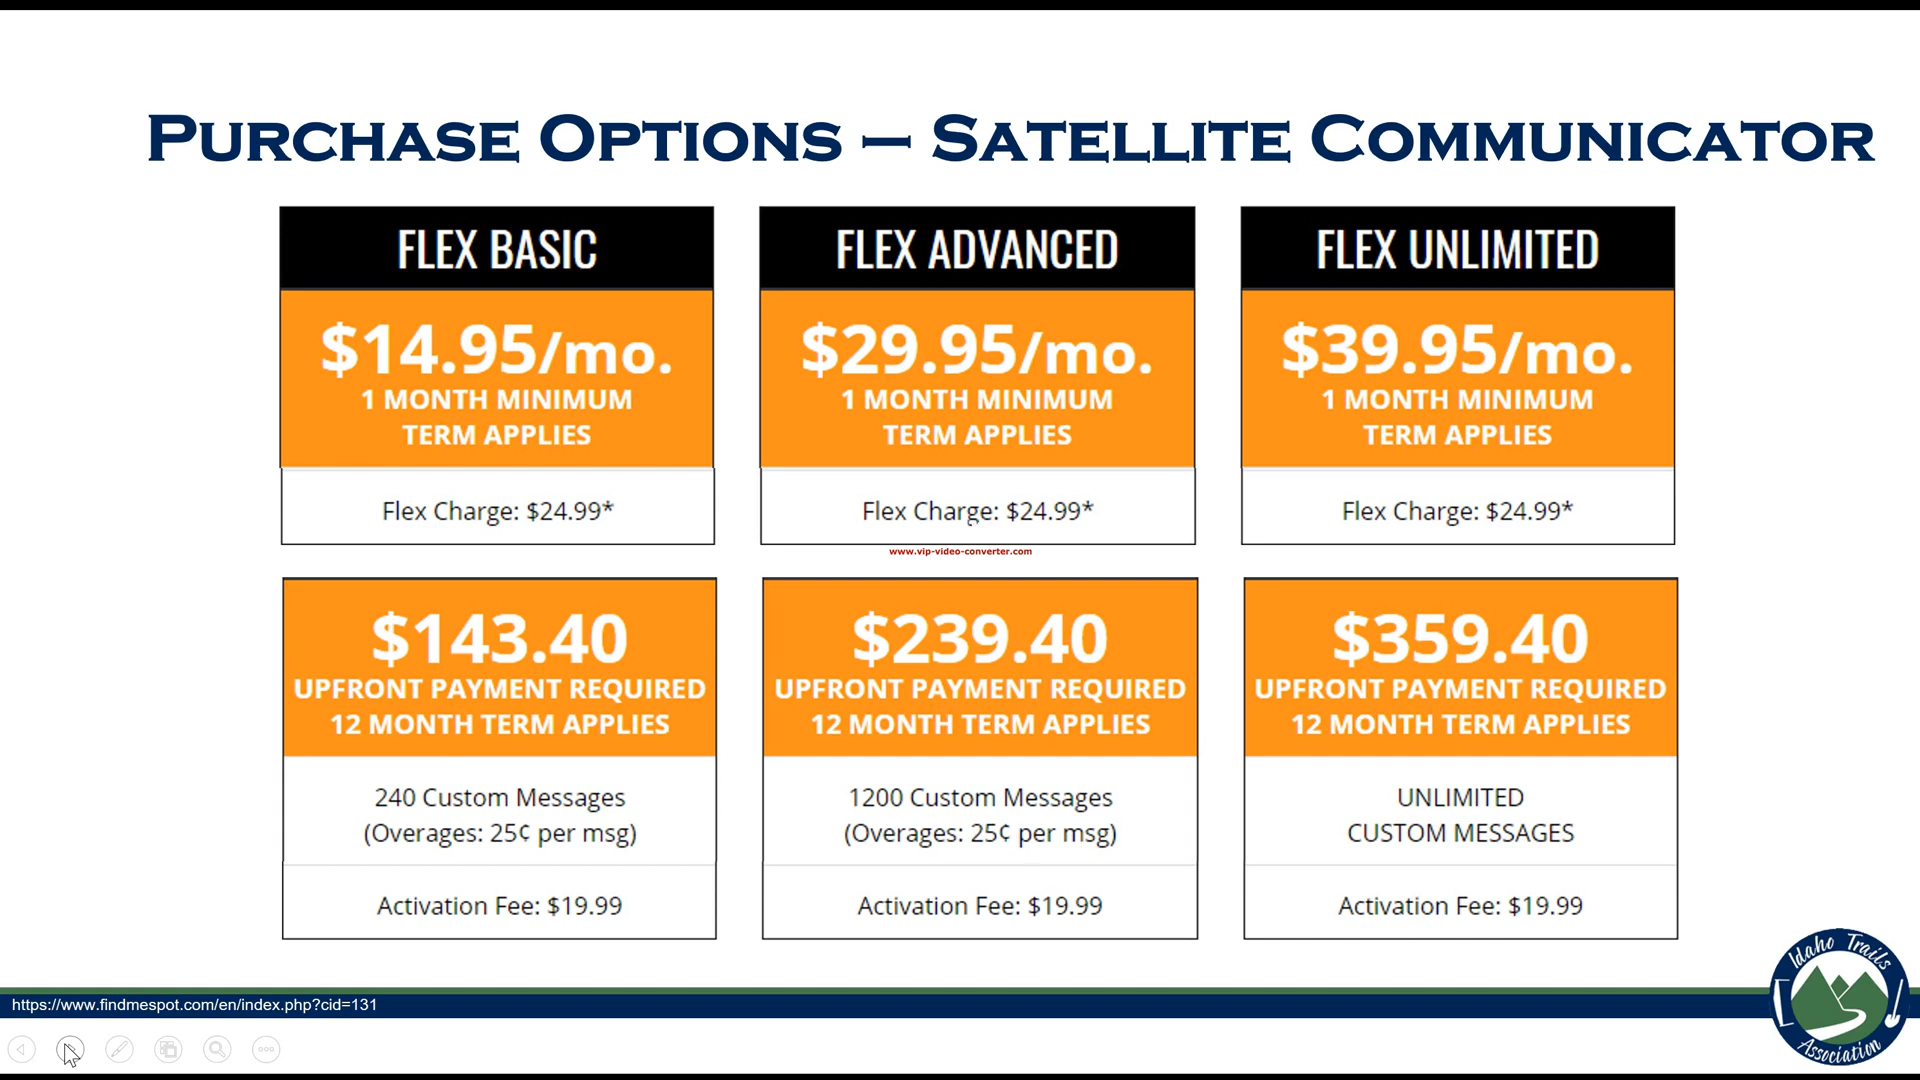 PURCHASE OPTIONS – SATELLITE COMMUNICATOR
FLEX BASIC
$14.95/mo.
1 MONTH MINIMUM
TERM APPLIES
Flex Charge: $24.99*
FLEX ADVANCED
$29.95/mo.
1 MONTH MINIMUM
TERM APPLIES
Flex Charge: $24.99*
FLEX UNLIMITED
$39.95/mo.
1 MONTH MINIMUM
TERM APPLIES
Flex Charge: $24.99*
www.vip-video-converter.com
$143.40
UPFRONT PAYMENT REQUIRED
12 MONTH TERM APPLIES
240 Custom Messages
(Overages: 25¢ per msg)
Activation Fee: $19.99
$239.40
UPFRONT PAYMENT REQUIRED
12 MONTH TERM APPLIES
1200 Custom Messages
(Overages: 25¢ per msg)
Activation Fee: $19.99
$359.40
UPFRONT PAYMENT REQUIRED
12 MONTH TERM APPLIES
UNLIMITED
CUSTOM MESSAGES
Activation Fee: $19.99
https://www.findmespot.com/en/index.php?cid=131
Idaho Trails
Association